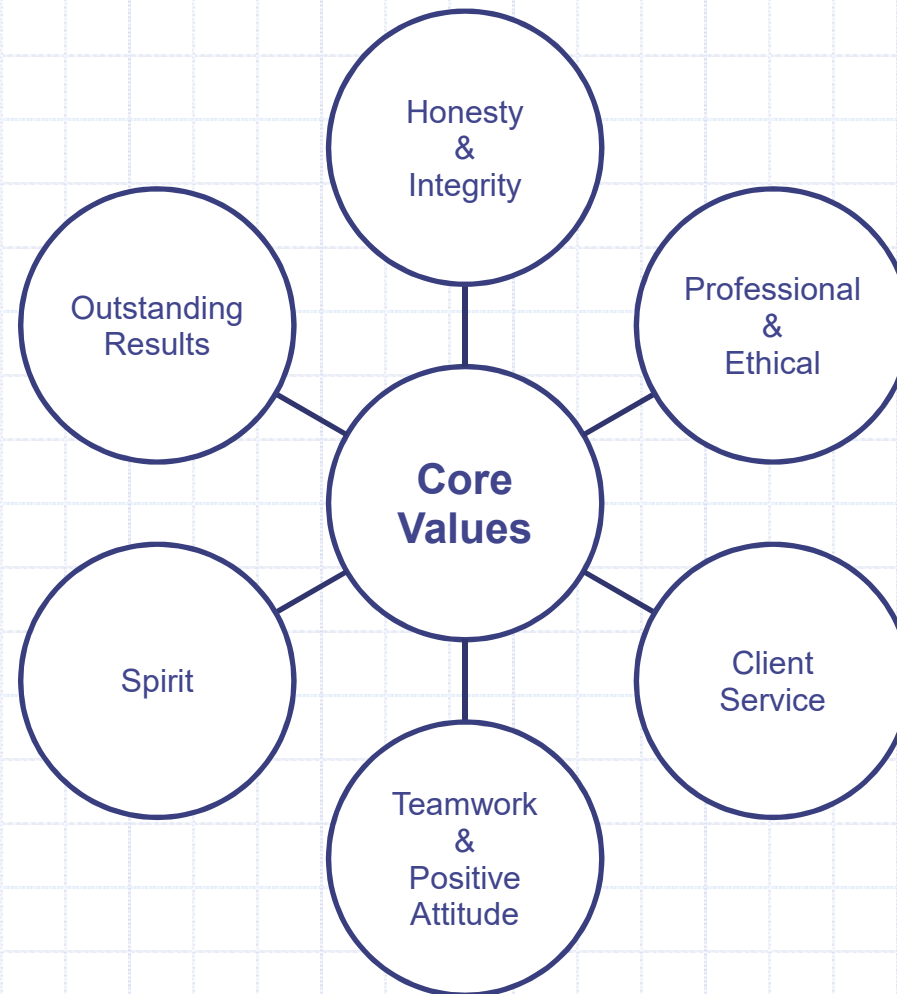 Honesty
&
Integrity
Outstanding
Results
Professional
&
Ethical
Core
Values
Spirit
Client
Service
Teamwork
&
Positive
Attitude